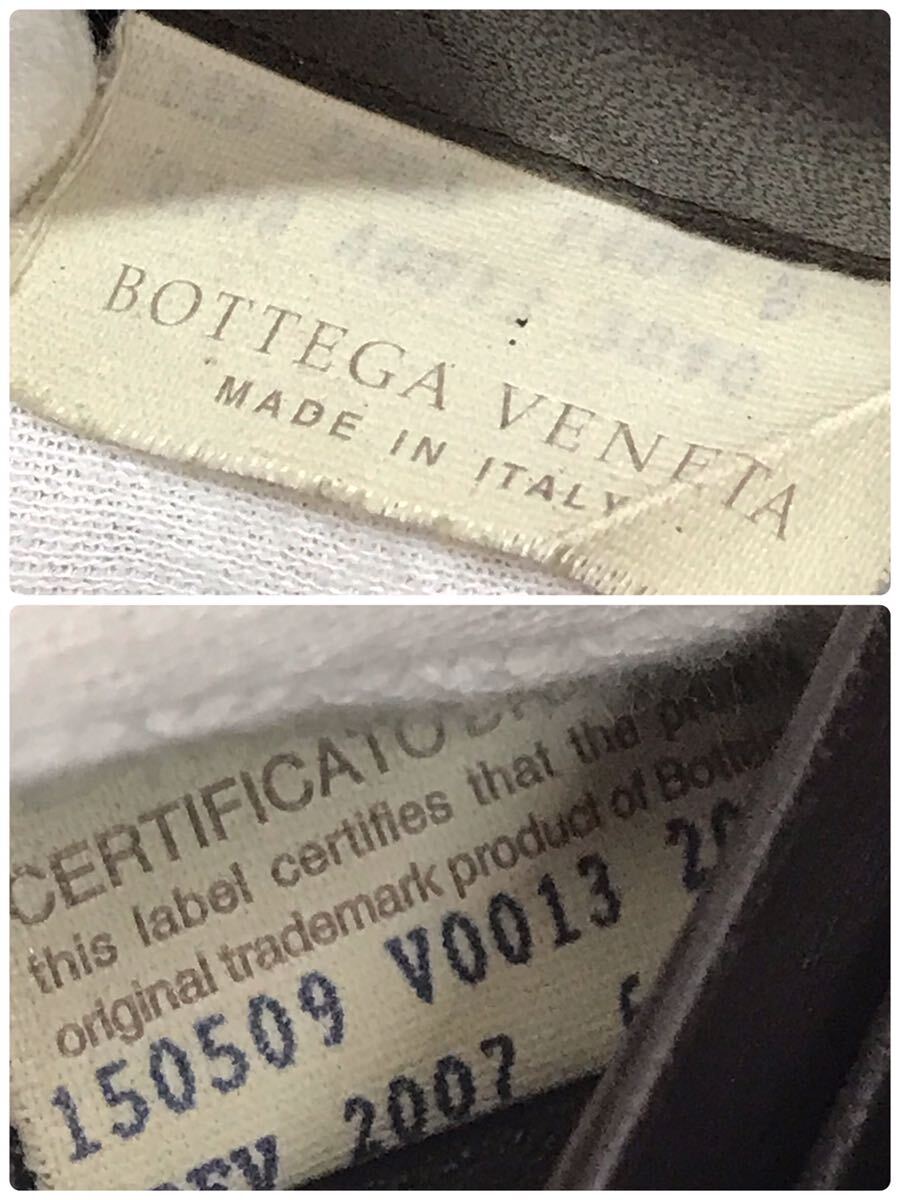 BOTTEGA VENETA
MADE IN ITALY
CERTIFICATO
this label certifies that the
original trademark product of
150509 V0013
2007